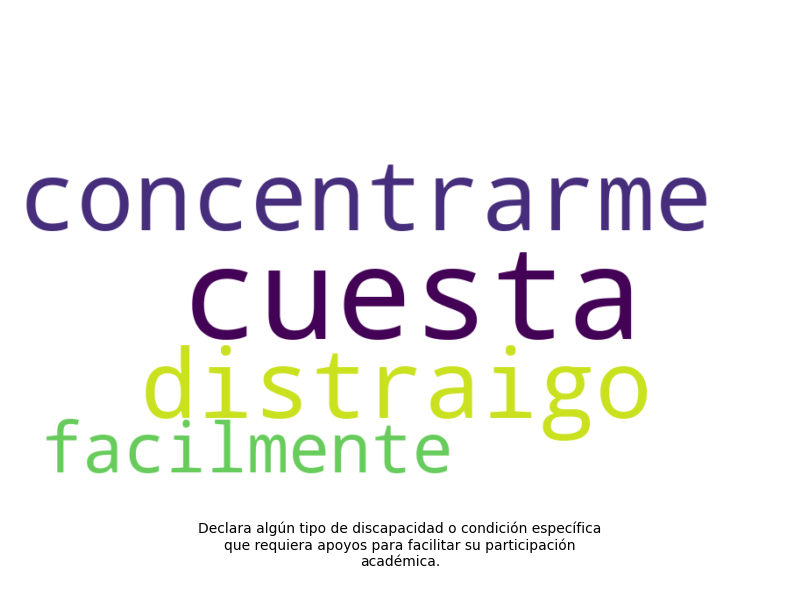 concentrarme
cuesta
distraigo
facilmente
Declara algún tipo de discapacidad o condición específica
que requiera apoyos para facilitar su participación
académica.